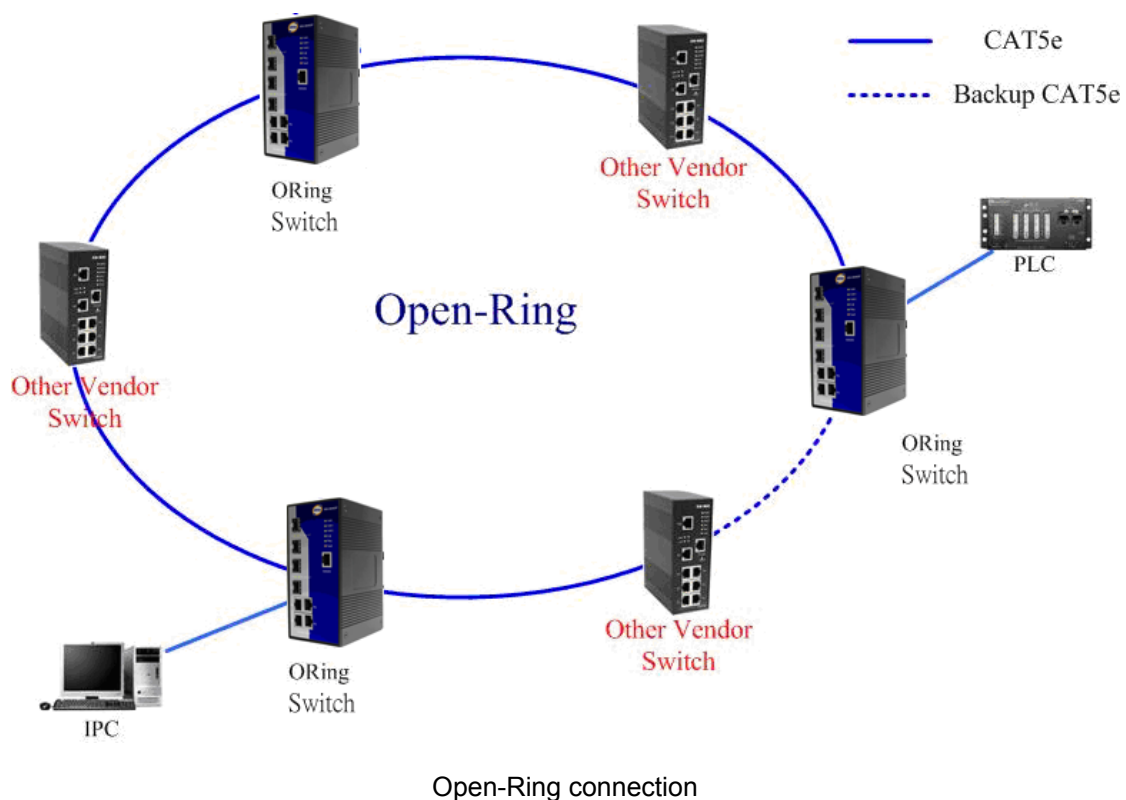 CAT5e
Backup CAT5e
Other Vendor
Switch
ORing
Switch
PLC
Open-Ring
Other Vendor
Switch
ORing
Switch
Other Vendor
Switch
ORing
Switch
IPC
Open-Ring connection